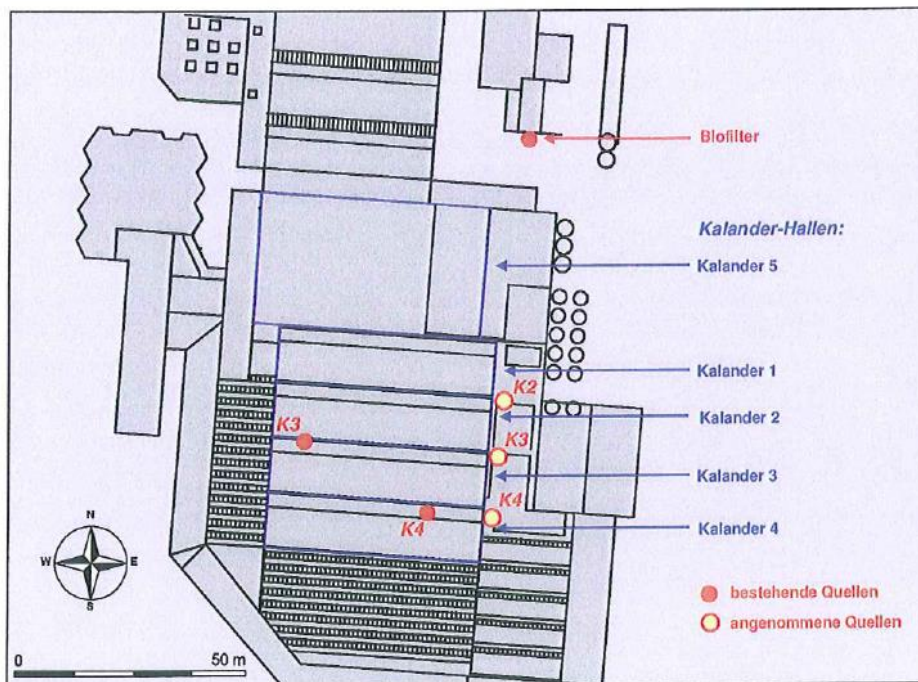 Biofilter
Kalander-Hallen:
Kalander 5
Kalander 1
K2
Kalander 2
K3
K3
Kalander 3
K4
K4
Kalander 4
N
W E
S
bestehende Quellen
angenommene Quellen
0 50 m